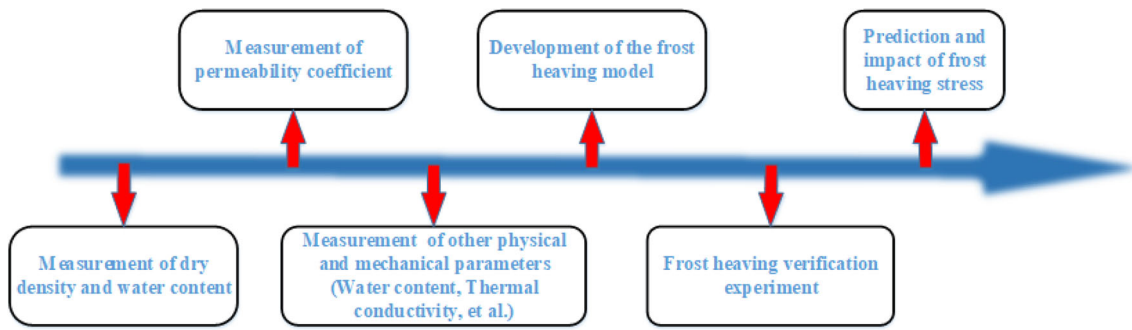 Measurement of
permeability coefficient
Development of the frost
heaving model
Prediction and
impact of frost
heaving stress
Measurement of dry
density and water content
Measurement of other physical
and mechanical parameters
(Water content, Thermal
conductivity, et al.)
Frost heaving verification
experiment